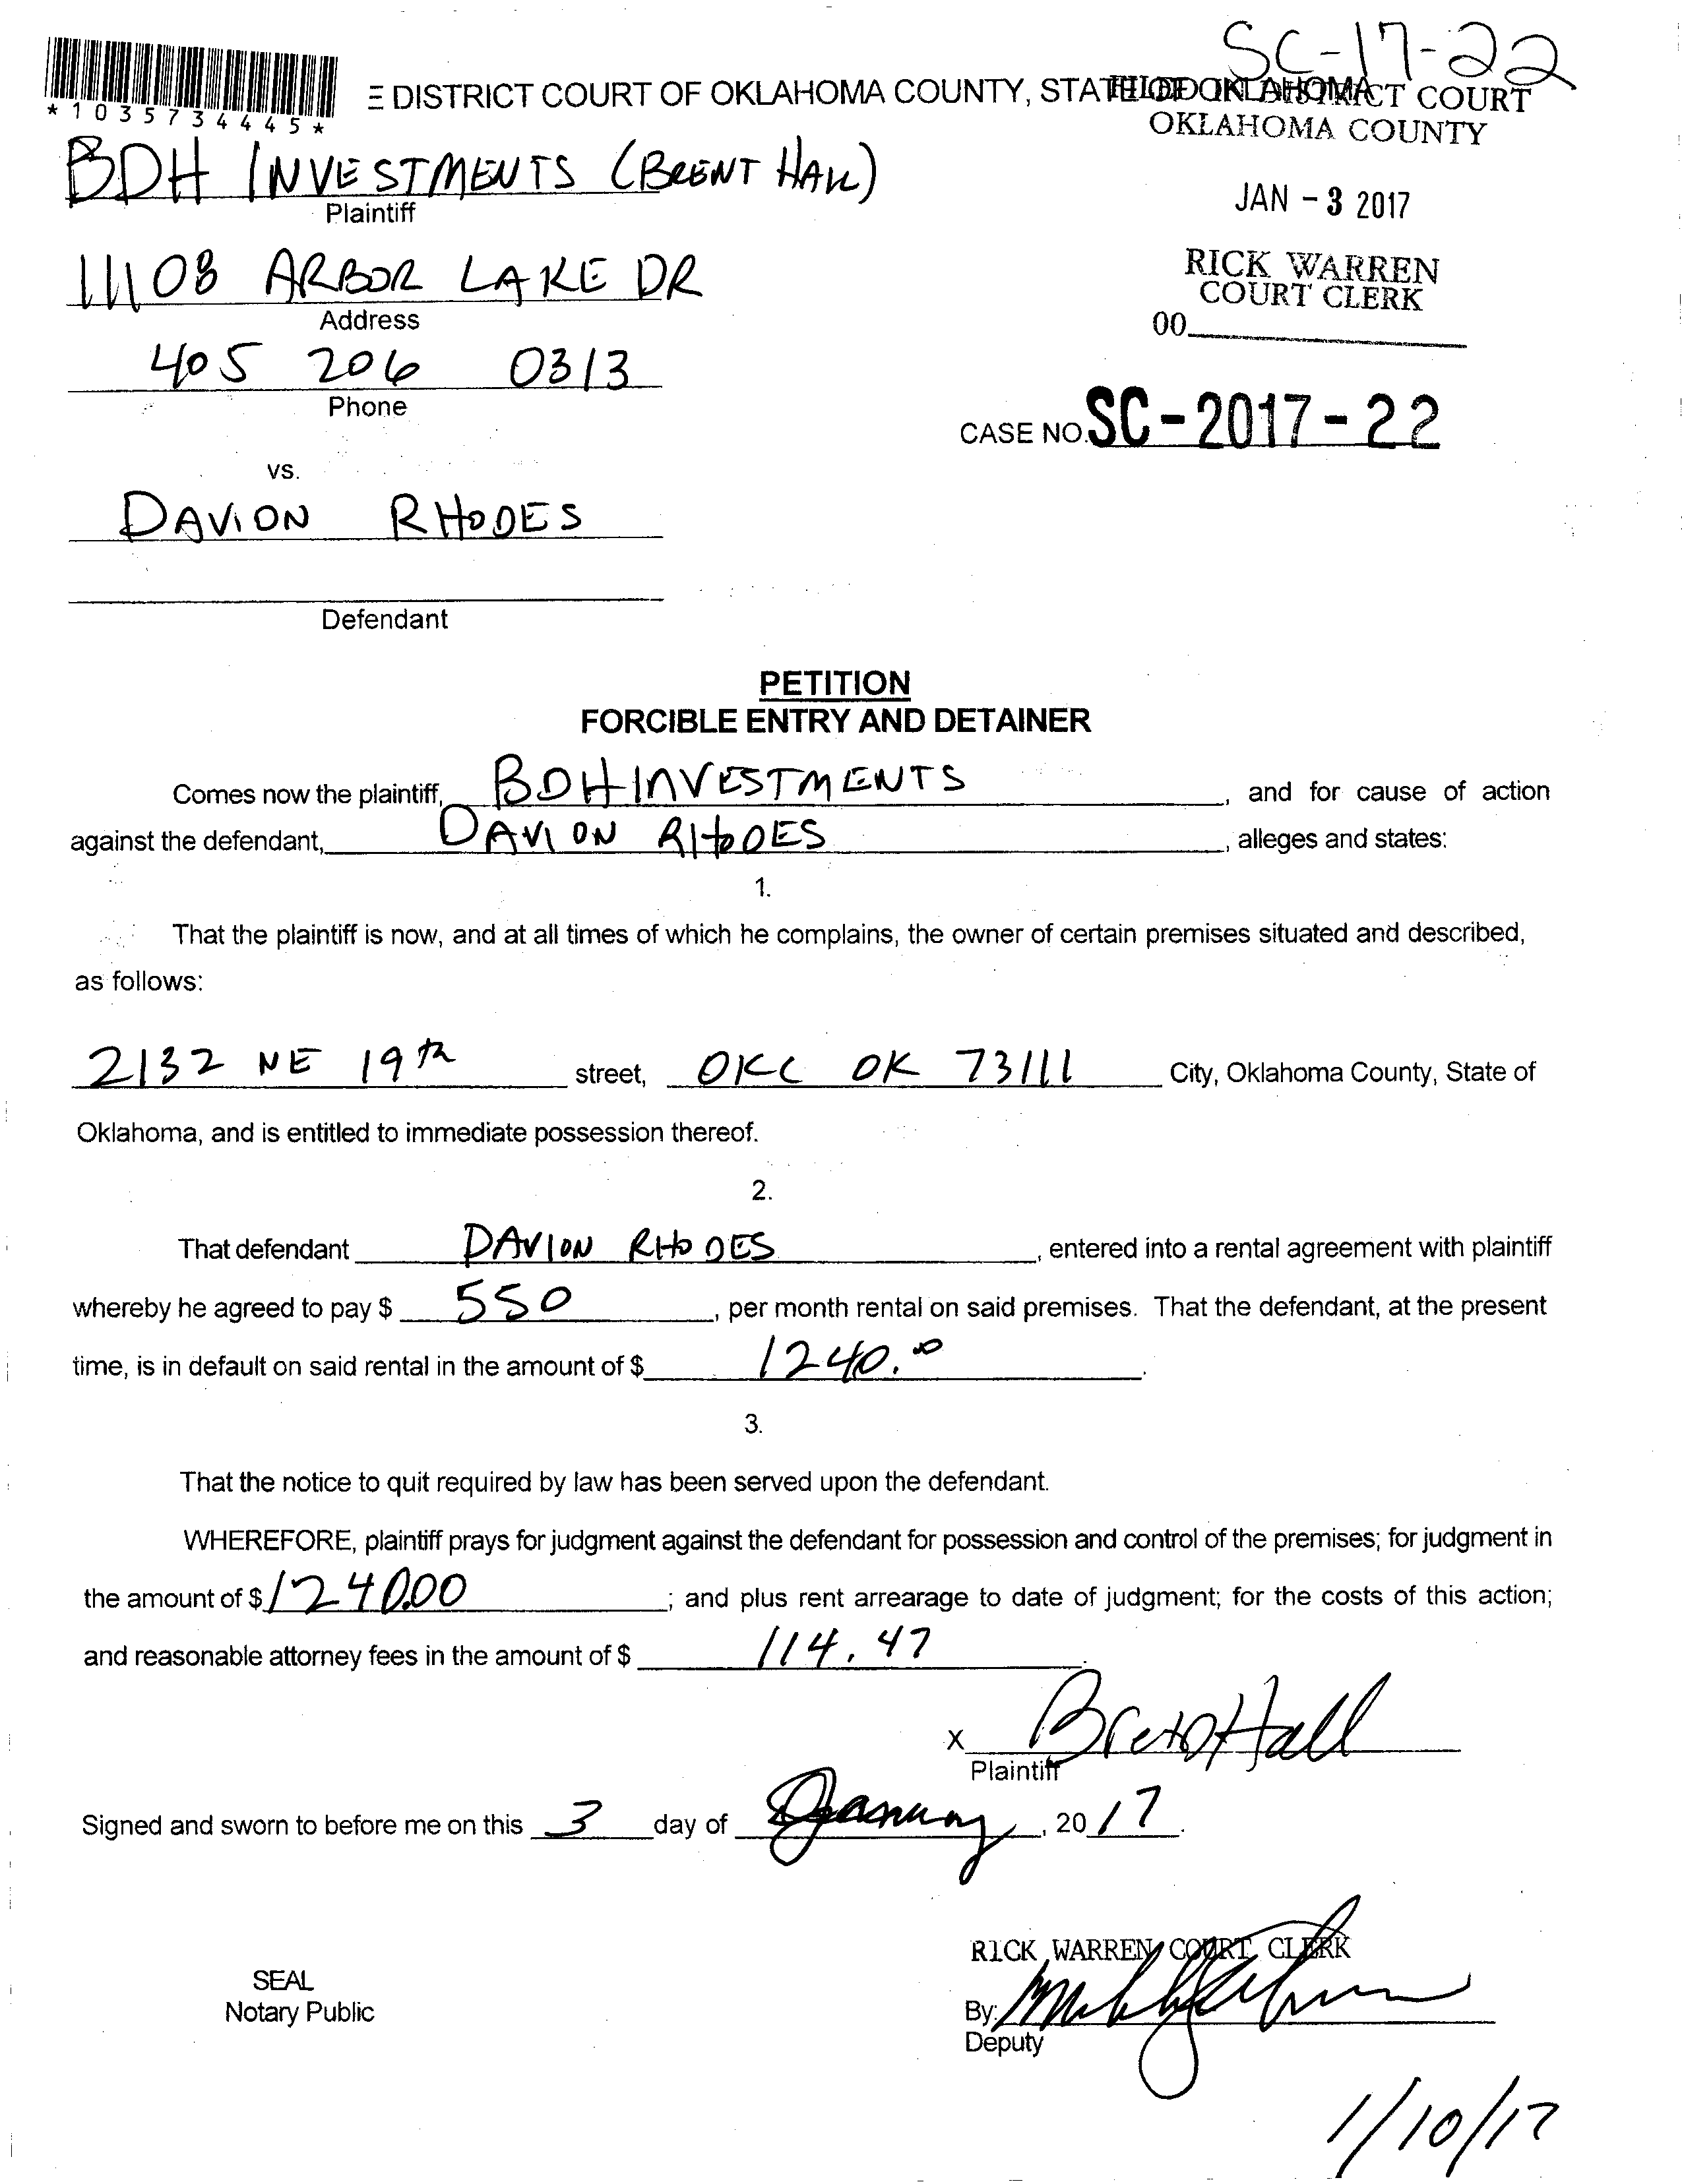 SC-17-22
*1035734445*
E DISTRICT COURT OF OKLAHOMA COUNTY, STATE OF OKLAHOMA
FILED IN DISTRICT COURT
OKLAHOMA COUNTY
BDH INVESTMENTS (BRENT HALL)
Plaintiff
JAN - 3 2017
11108 ARBOR LAKE DR
Address
RICK WARREN
COURT CLERK
00
405 206 0313
Phone
CASE NO. SC-2017-22
vs.
DAVION RHODES
Defendant
PETITION
FORCIBLE ENTRY AND DETAINER
Comes now the plaintiff, BDH INVESTMENTS, and for cause of action
against the defendant, DAVION RHODES, alleges and states:
1.
That the plaintiff is now, and at all times of which he complains, the owner of certain premises situated and described,
as follows:
2132 NE 19th street, OKC OK 73111 City, Oklahoma County, State of
Oklahoma, and is entitled to immediate possession thereof.
2.
That defendant DAVION RHODES, entered into a rental agreement with plaintiff
whereby he agreed to pay $ 550, per month rental on said premises. That the defendant, at the present
time, is in default on said rental in the amount of $ 1240.00.
3.
That the notice to quit required by law has been served upon the defendant.
WHEREFORE, plaintiff prays for judgment against the defendant for possession and control of the premises; for judgment in
the amount of $ 1240.00; and plus rent arrearage to date of judgment; for the costs of this action;
and reasonable attorney fees in the amount of $ 114.47.
X Brent Hall
Plaintiff
Signed and sworn to before me on this 3 day of January, 2017.
RICK WARREN COURT CLERK
SEAL
Notary Public
By:
Deputy
1/10/17